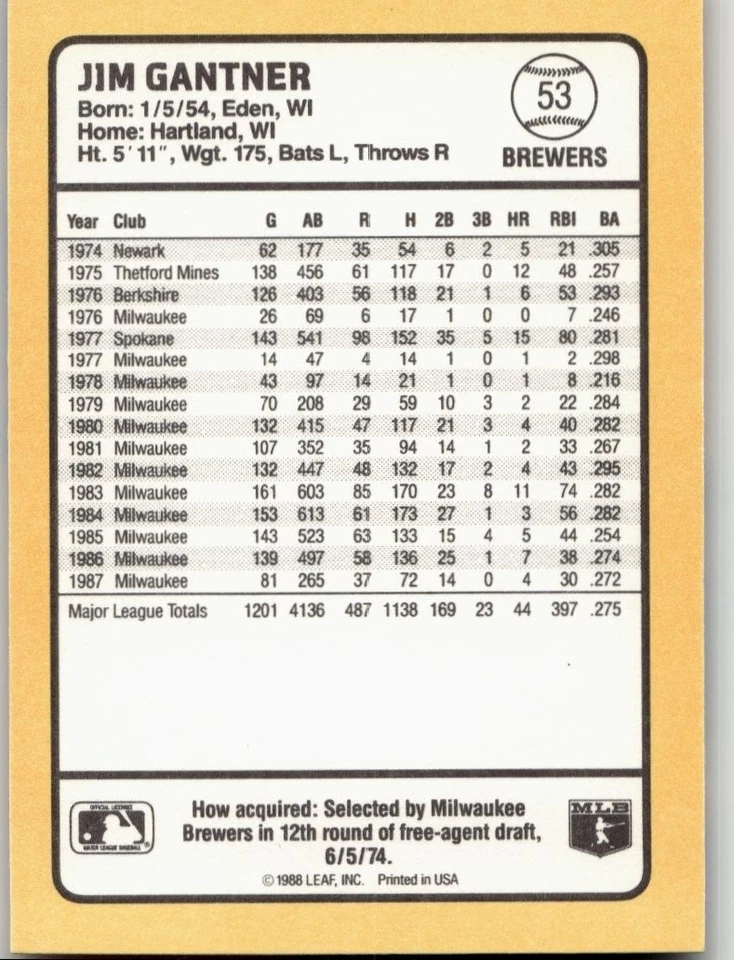 JIM GANTNER
Born: 1/5/54, Eden, WI
Home: Hartland, WI
Ht. 5' 11", Wgt. 175, Bats L, Throws R
53
BREWERS
Year Club G AB R H 2B 3B HR RBI BA
1974 Newark 62 177 35 54 6 2 5 21 .305
1975 Thetford Mines 138 456 61 117 17 0 12 48 .257
1976 Berkshire 126 403 56 118 21 1 6 53 .293
1976 Milwaukee 26 69 6 17 1 0 0 7 .246
1977 Spokane 143 541 98 152 35 5 15 80 .281
1977 Milwaukee 14 47 4 14 1 0 1 2 .298
1978 Milwaukee 43 97 14 21 1 0 1 8 .216
1979 Milwaukee 70 208 29 59 10 3 2 22 .284
1980 Milwaukee 132 415 47 117 21 3 4 40 .282
1981 Milwaukee 107 352 35 94 14 1 2 33 .267
1982 Milwaukee 132 447 48 132 17 2 4 43 .295
1983 Milwaukee 161 603 85 170 23 8 11 74 .282
1984 Milwaukee 153 613 61 173 27 1 3 56 .282
1985 Milwaukee 143 523 63 133 15 4 5 44 .254
1986 Milwaukee 139 497 58 136 25 1 7 38 .274
1987 Milwaukee 81 265 37 72 14 0 4 30 .272
Major League Totals 1201 4136 487 1138 169 23 44 397 .275
OFFICIAL LICENSEE
MAJOR LEAGUE BASEBALL ®
How acquired: Selected by Milwaukee
Brewers in 12th round of free-agent draft,
6/5/74.
© 1988 LEAF, INC. Printed in USA
MLB